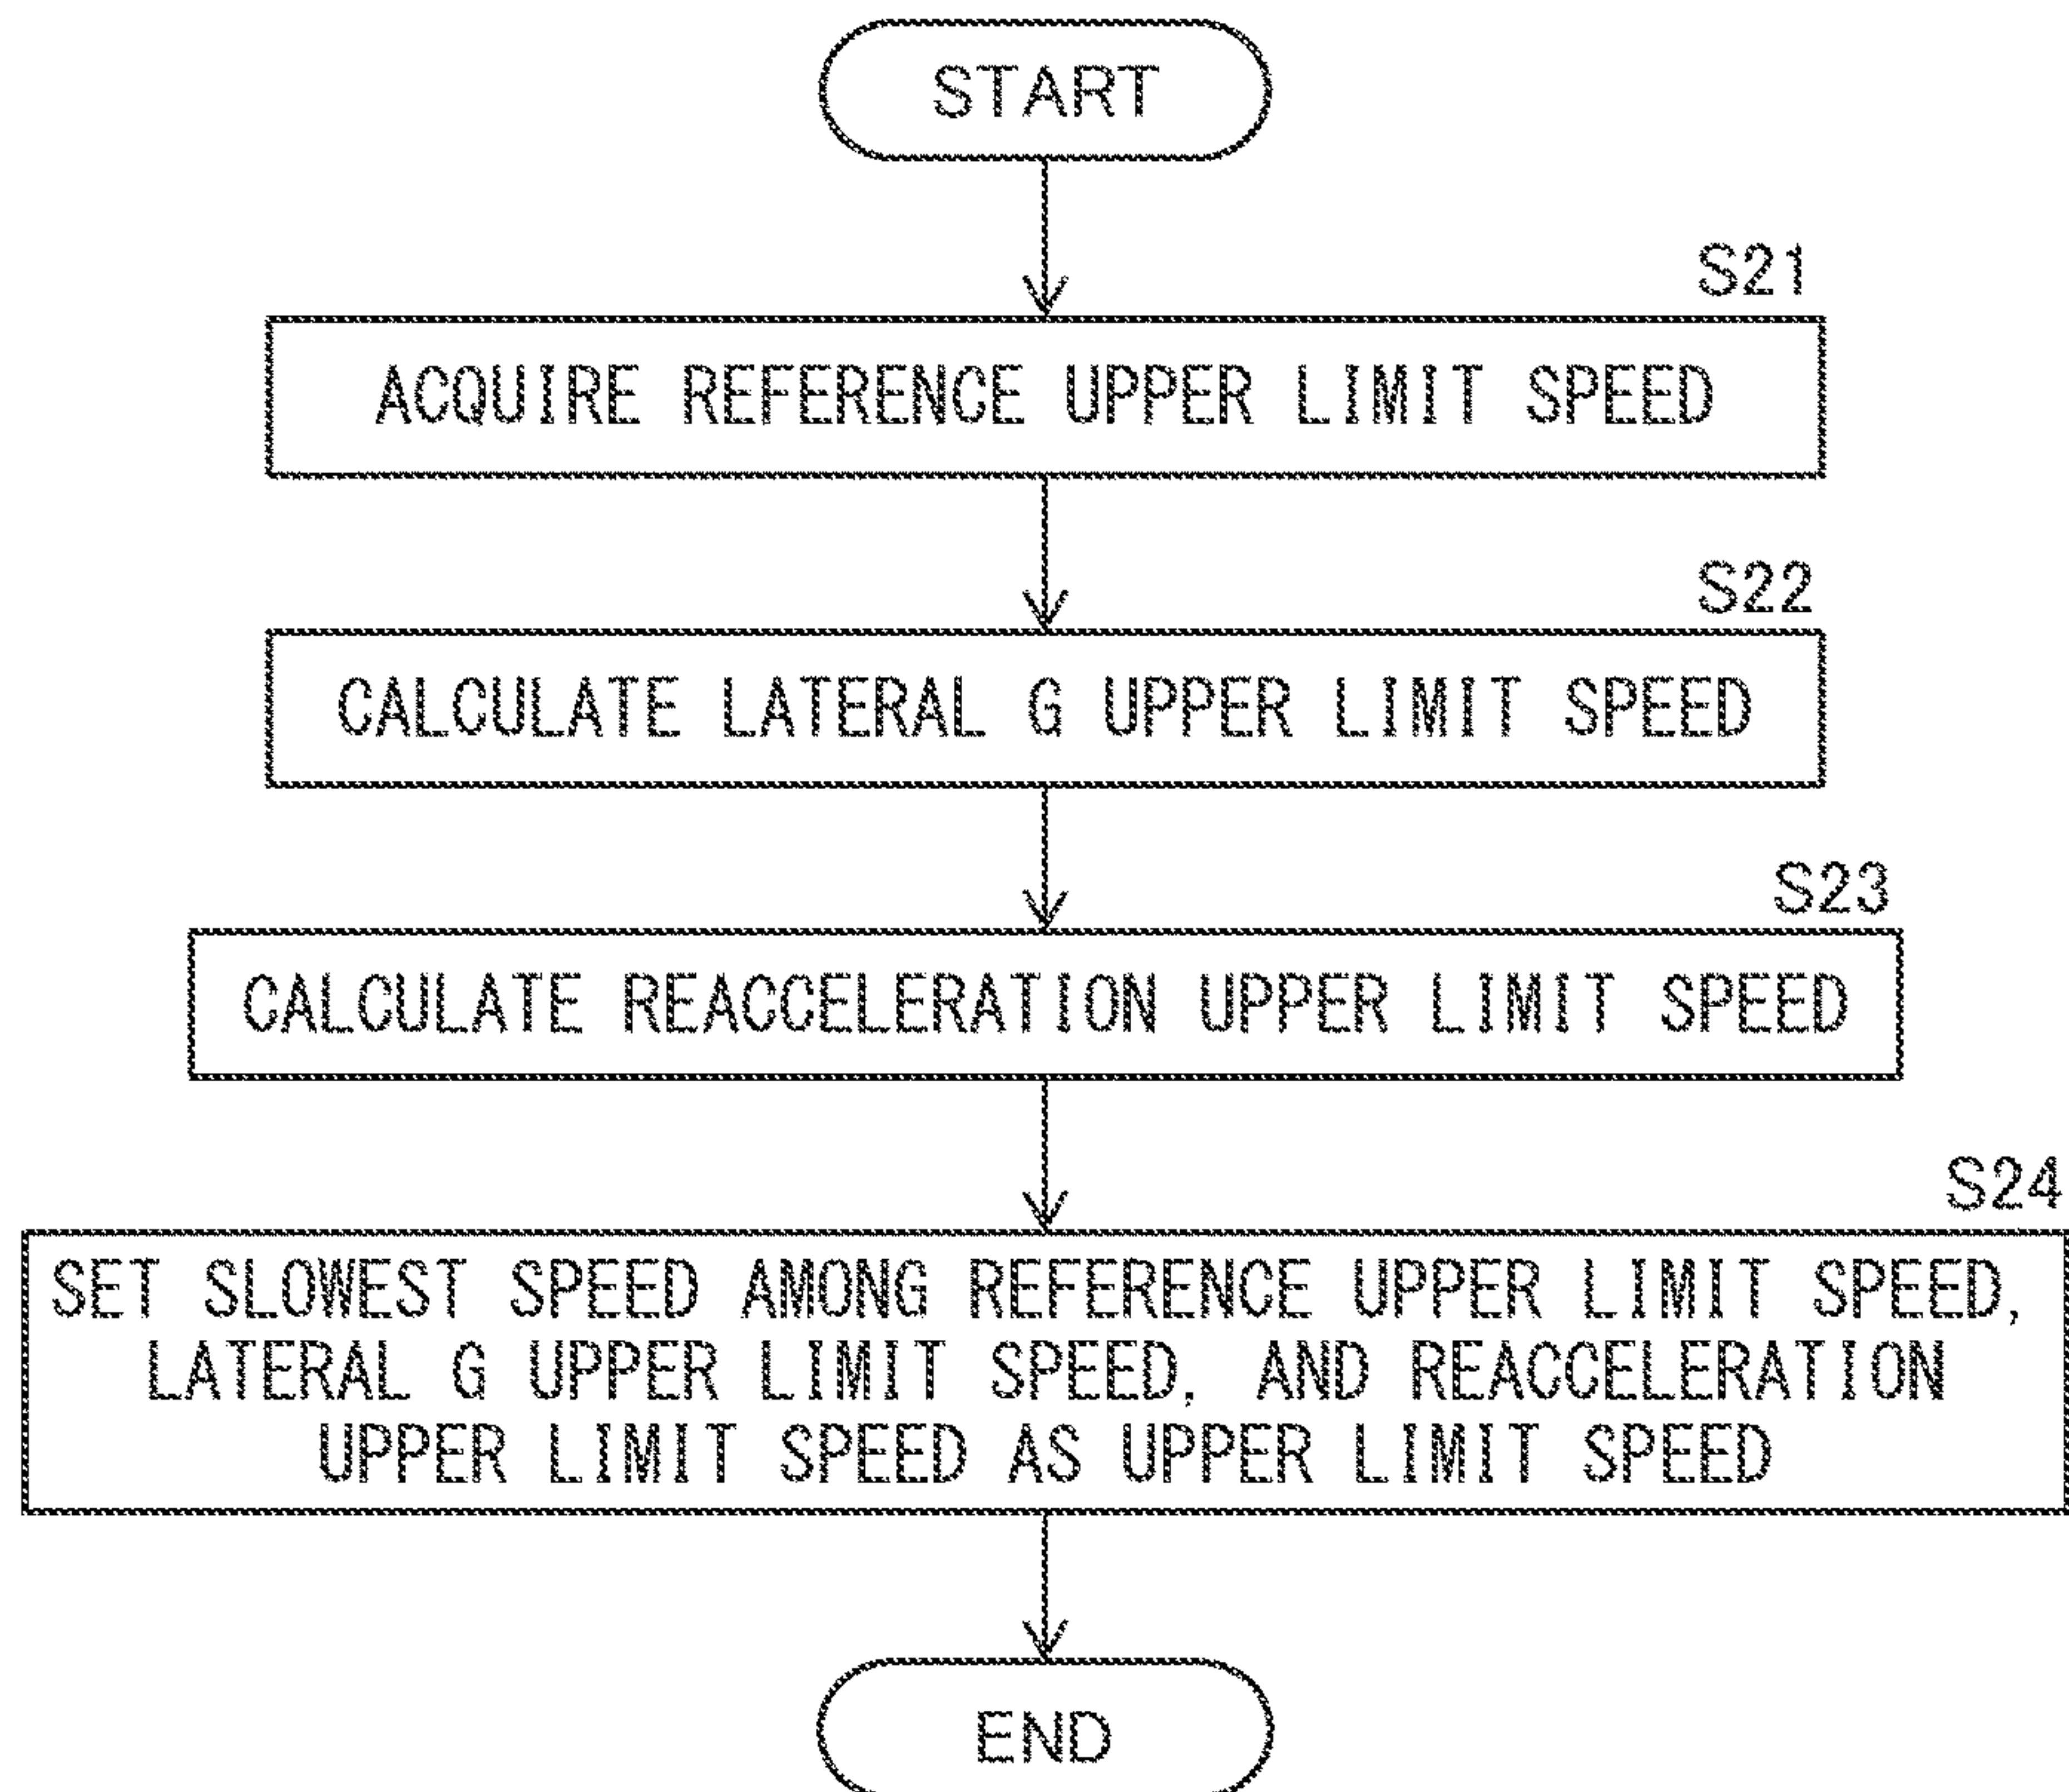 START
S21
ACQUIRE REFERENCE UPPER LIMIT SPEED
S22
CALCULATE LATERAL G UPPER LIMIT SPEED
S23
CALCULATE REACCELERATION UPPER LIMIT SPEED
S24
SET SLOWEST SPEED AMONG REFERENCE UPPER LIMIT SPEED,
LATERAL G UPPER LIMIT SPEED, AND REACCELERATION
UPPER LIMIT SPEED AS UPPER LIMIT SPEED
END